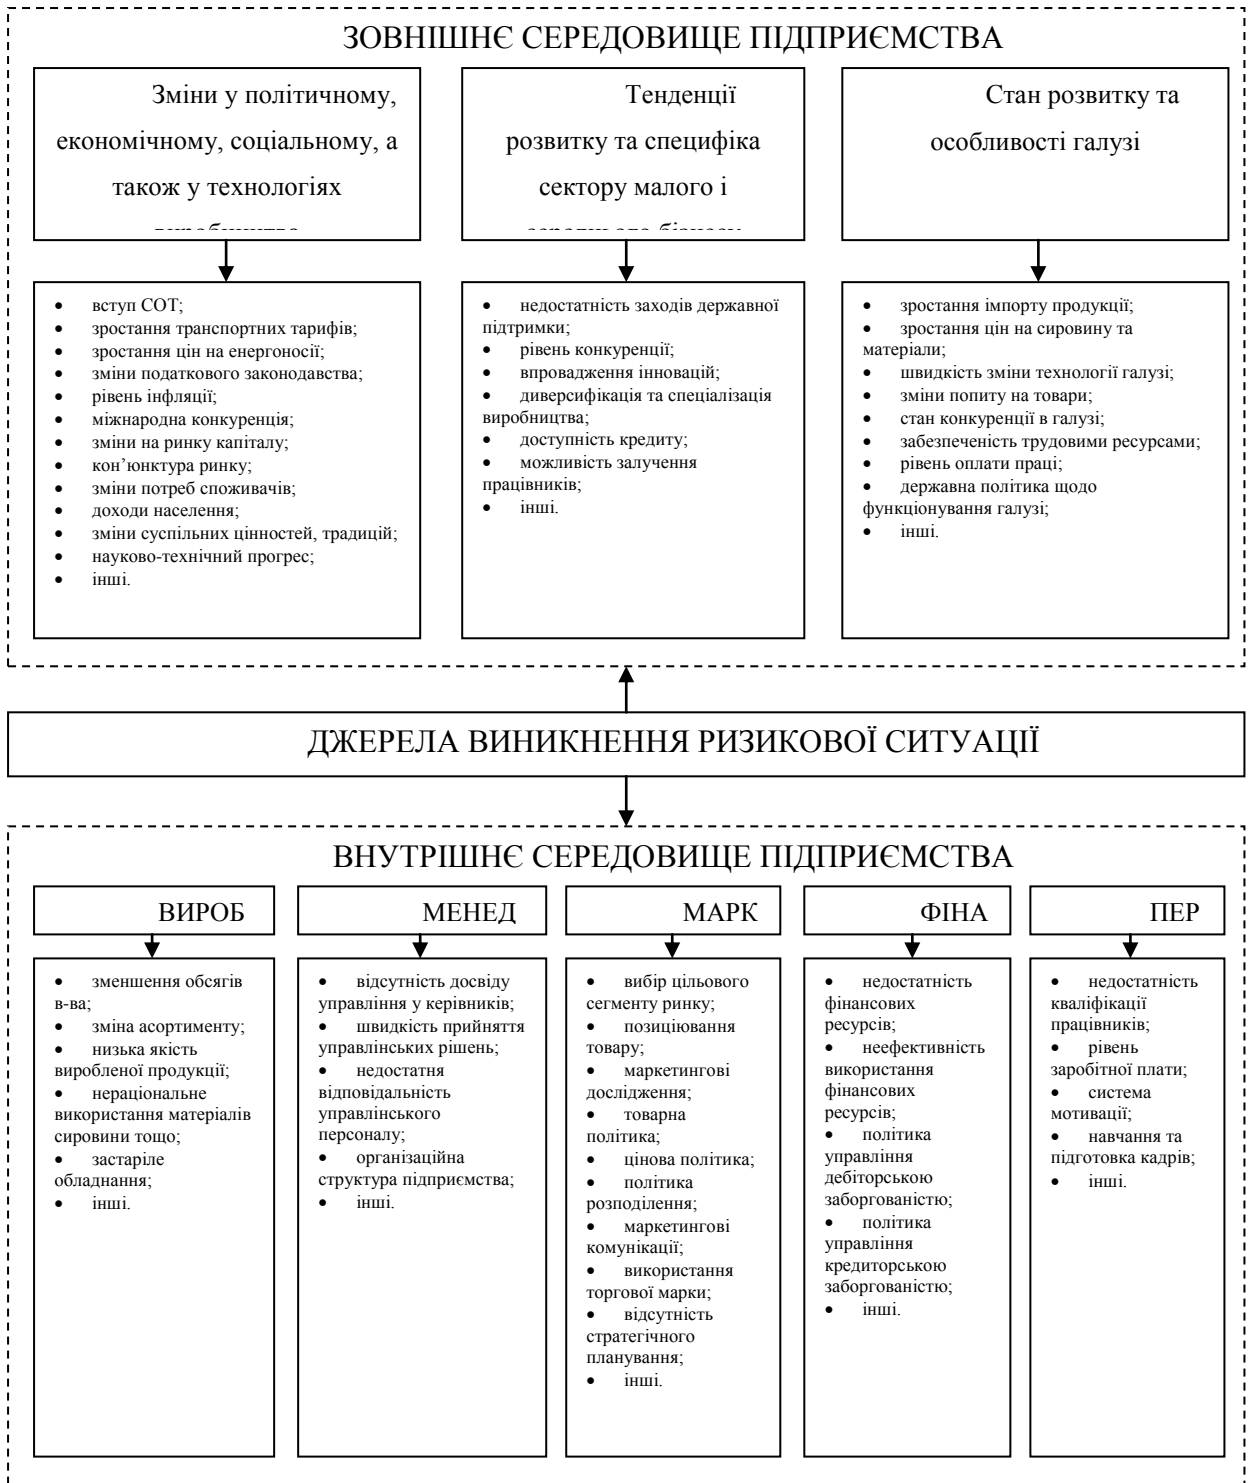 ЗОВНІШНЄ СЕРЕДОВИЩЕ ПІДПРИЄМСТВА
Зміни у політичному,
економічному, соціальному, а
також у технологіях
Тенденції
розвитку та специфіка
сектору малого і
Стан розвитку та
особливості галузі
• вступ СОТ;
• зростання транспортних тарифів;
• зростання цін на енергоносії;
• зміни податкового законодавства;
• рівень інфляції;
• міжнародна конкуренція;
• зміни на ринку капіталу;
• кон’юнктура ринку;
• зміни потреб споживачів;
• доходи населення;
• зміни суспільних цінностей, традицій;
• науково-технічний прогрес;
• інші.
• недостатність заходів державної
підтримки;
• рівень конкуренції;
• впровадження інновацій;
• диверсифікація та спеціалізація
виробництва;
• доступність кредиту;
• можливість залучення
працівників;
• інші.
• зростання імпорту продукції;
• зростання цін на сировину та
матеріали;
• швидкість зміни технології галузі;
• зміни попиту на товари;
• стан конкуренції в галузі;
• забезпеченість трудовими ресурсами;
• рівень оплати праці;
• державна політика щодо
функціонування галузі;
• інші.
ДЖЕРЕЛА ВИНИКНЕННЯ РИЗИКОВОЇ СИТУАЦІЇ
ВНУТРІШНЄ СЕРЕДОВИЩЕ ПІДПРИЄМСТВА
ВИРОБ
МЕНЕД
МАРК
ФІНА
ПЕР
• зменшення обсягів
в-ва;
• зміна асортименту;
• низька якість
виробленої продукції;
• нераціональне
використання матеріалів
сировини тощо;
• застаріле
обладнання;
• інші.
• відсутність досвіду
управління у керівників;
• швидкість прийняття
управлінських рішень;
• недостатня
відповідальність
управлінського
персоналу;
• організаційна
структура підприємства;
• інші.
• вибір цільового
сегменту ринку;
• позиціювання
товару;
• маркетингові
дослідження;
• товарна
політика;
• цінова політика;
• політика
розподілення;
• маркетингові
комунікації;
• використання
торгової марки;
• відсутність
стратегічного
планування;
• інші.
• недостатність
фінансових
ресурсів;
• неефективність
використання
фінансових
ресурсів;
• політика
управління
дебіторською
заборгованістю;
• політика
управління
кредиторською
заборгованістю;
• інші.
• недостатність
кваліфікації
працівників;
• рівень
заробітної плати;
• система
мотивації;
• навчання та
підготовка кадрів;
• інші.